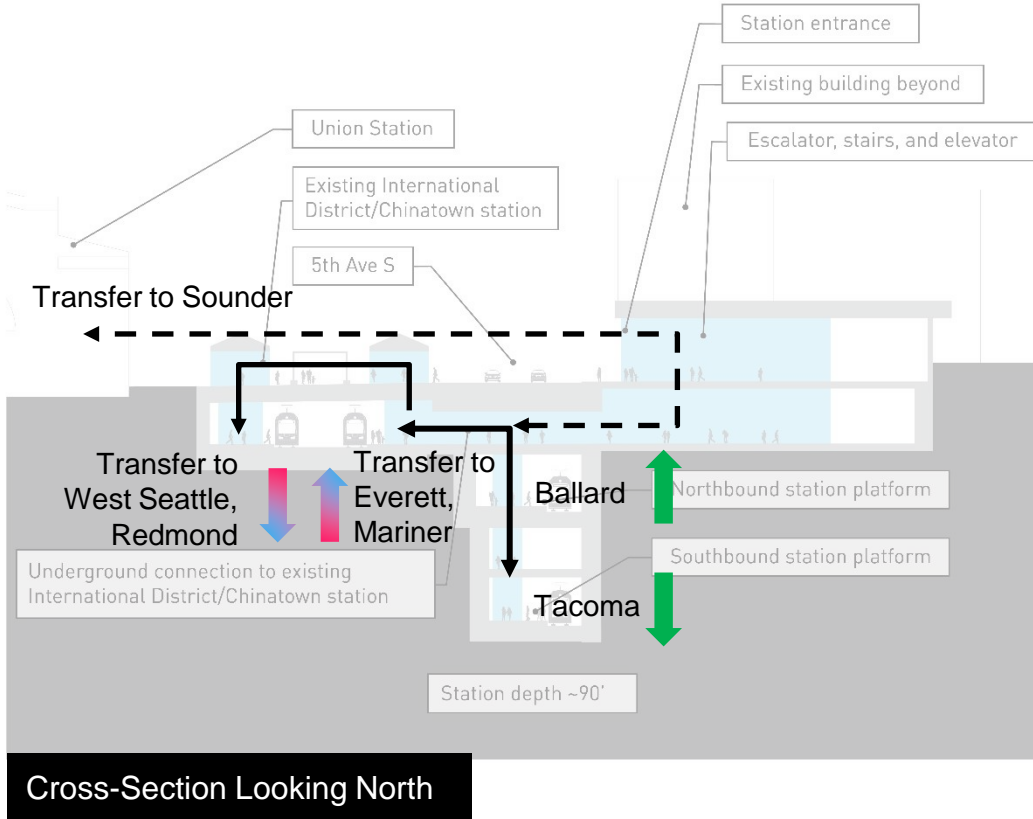 Station entrance
Existing building beyond
Union Station
Escalator, stairs, and elevator
Existing International
District/Chinatown station
5th Ave S
Transfer to Sounder
Transfer to
West Seattle,
Redmond
Transfer to
Everett,
Mariner
Ballard
Northbound station platform
Underground connection to existing
International District/Chinatown station
Southbound station platform
Tacoma
Station depth ~90'
Cross-Section Looking North